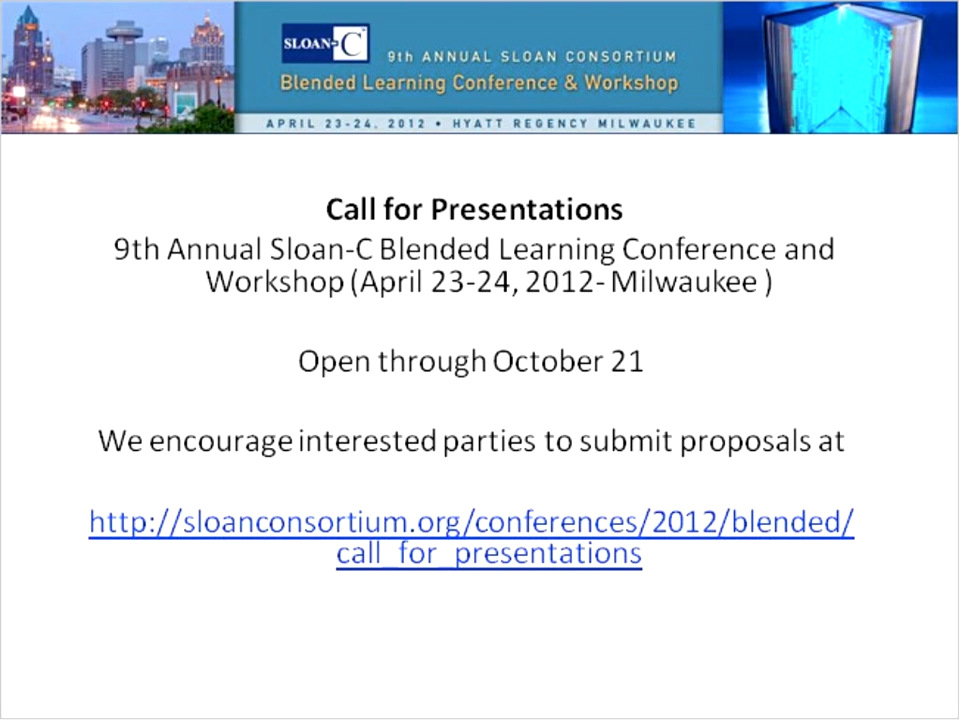 SLOAN-C
9th ANNUAL SLOAN CONSORTIUM
Blended Learning Conference & Workshop
APRIL 23-24, 2012 • HYATT REGENCY MILWAUKEE
Call for Presentations
9th Annual Sloan-C Blended Learning Conference and
Workshop (April 23-24, 2012- Milwaukee )
Open through October 21
We encourage interested parties to submit proposals at
http://sloanconsortium.org/conferences/2012/blended/
call_for_presentations